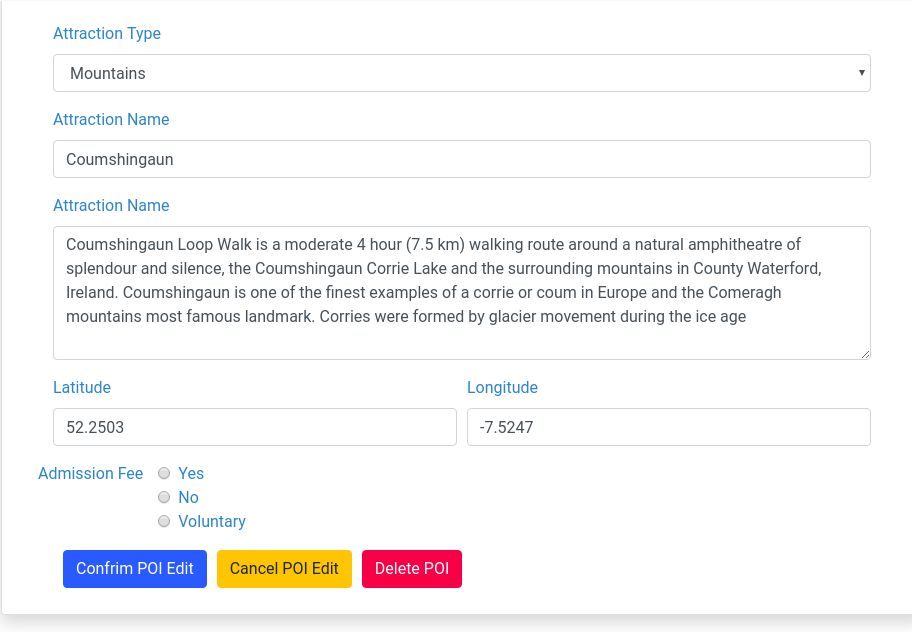 Attraction Type
Mountains
Attraction Name
Coumshingaun
Attraction Name
Coumshingaun Loop Walk is a moderate 4 hour (7.5 km) walking route around a natural amphitheatre of
splendour and silence, the Coumshingaun Corrie Lake and the surrounding mountains in County Waterford,
Ireland. Coumshingaun is one of the finest examples of a corrie or coum in Europe and the Comeragh
mountains most famous landmark. Corries were formed by glacier movement during the ice age
Latitude Longitude
52.2503 -7.5247
Admission Fee Yes
No
Voluntary
Confrim POI Edit Cancel POI Edit Delete POI